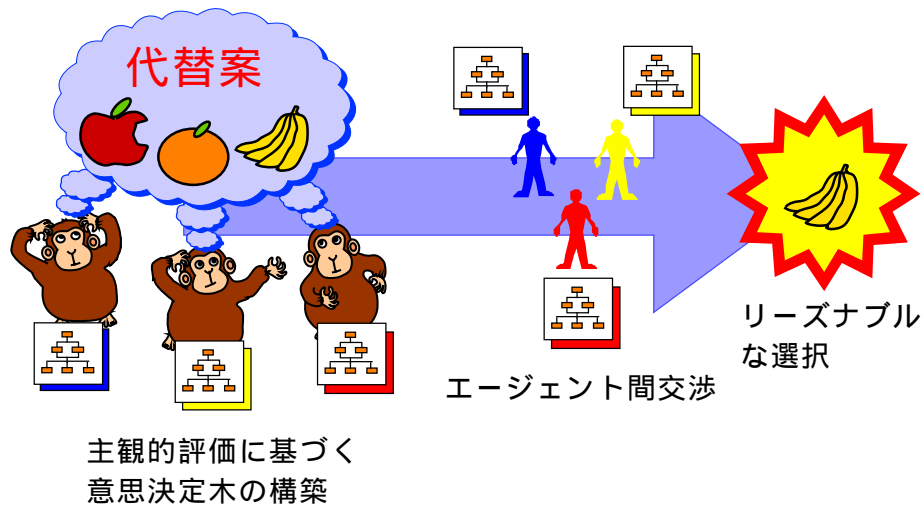 代替案
リーズナブル
な選択
エージェント間交渉
主観的評価に基づく
意思決定木の構築